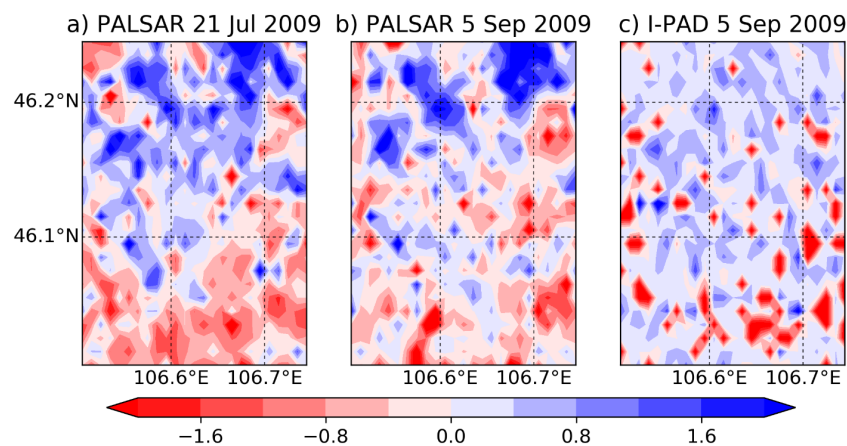 a) PALSAR 21 Jul 2009 b) PALSAR 5 Sep 2009 c) I-PAD 5 Sep 2009
46.2°N
46.1°N
106.6°E 106.7°E 106.6°E 106.7°E 106.6°E 106.7°E
−1.6 −0.8 0.0 0.8 1.6